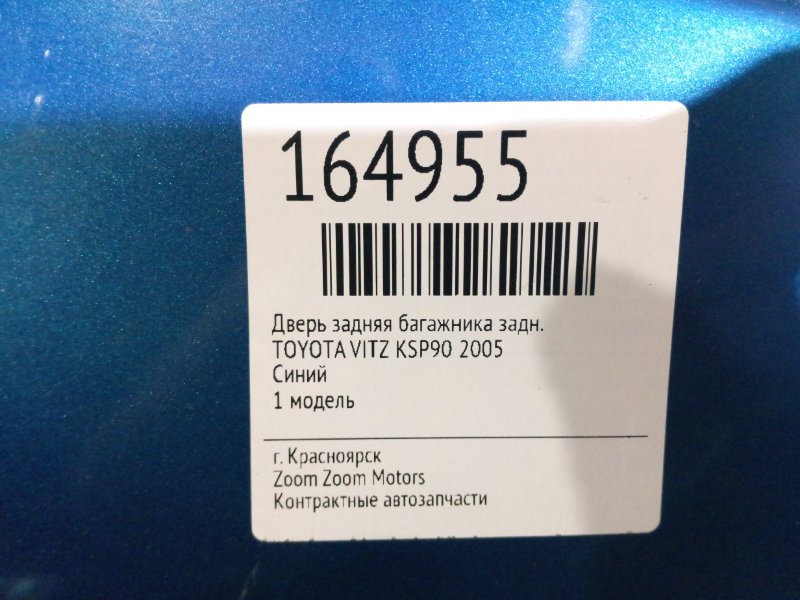 164955
Дверь задняя багажника задн.
TOYOTA VITZ KSP90 2005
Синий
1 модель
г. Красноярск
Zoom Zoom Motors
Контрактные автозапчасти